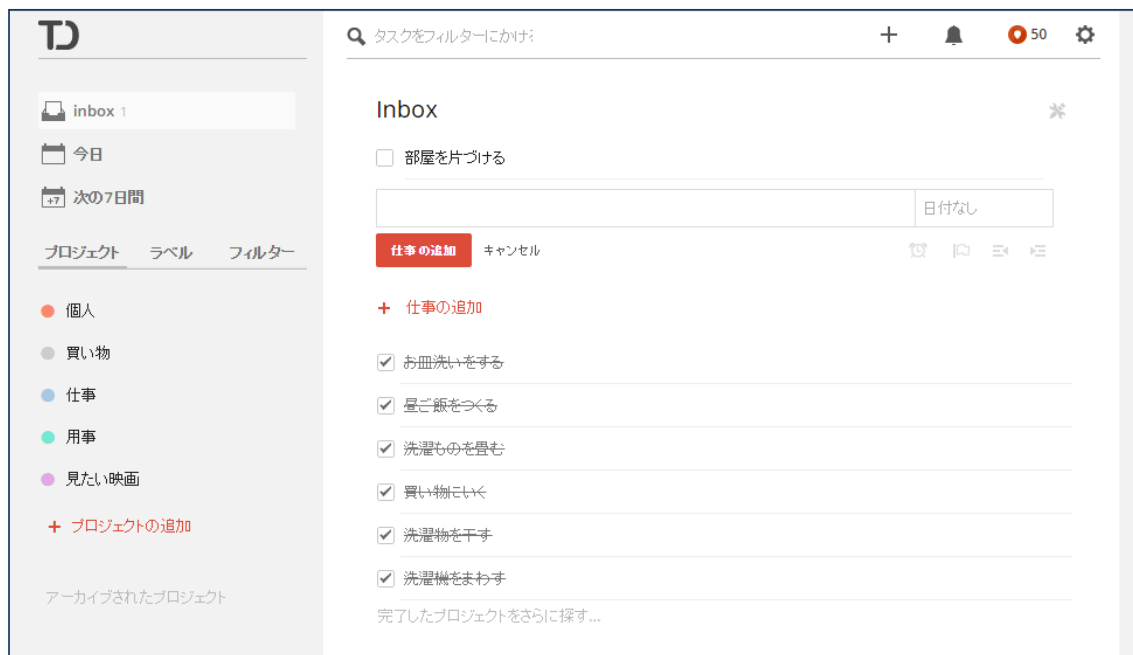 TD
タスクをフィルターにかける
50
inbox 1
今日
+7 次の7日間
プロジェクト ラベル フィルター
個人
買い物
仕事
用事
見たい映画
+ プロジェクトの追加
アーカイブされたプロジェクト
Inbox
部屋を片づける
日付なし
仕事の追加 キャンセル
+ 仕事の追加
お皿洗いをする
昼ご飯をつくる
洗濯ものを畳む
買い物にいく
洗濯物を干す
洗濯機をまわす
完了したプロジェクトをさらに探す...